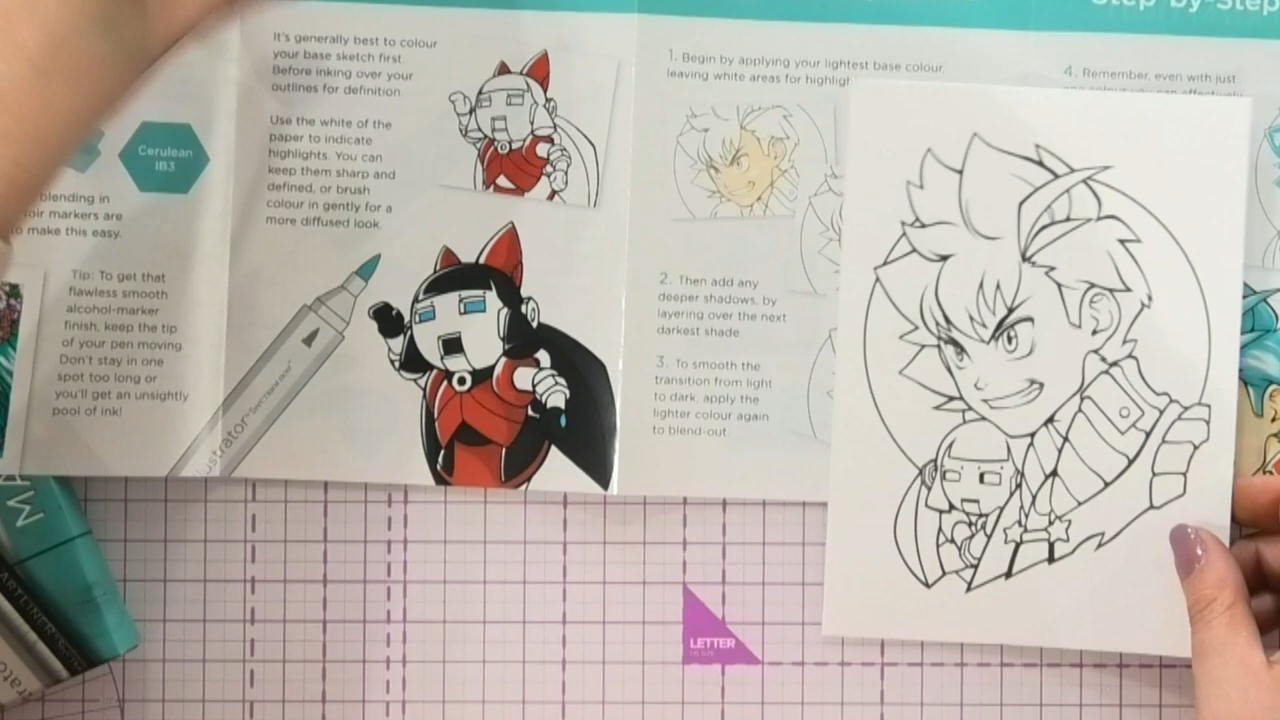 Step-by-Step
Cerulean
IB3
blending in
oir markers are
o make this easy.
Tip: To get that
flawless smooth
alcohol-marker
finish, keep the tip
of your pen moving.
Don't stay in one
spot too long or
you'll get an unsightly
pool of ink!
It's generally best to colour
your base sketch first.
Before inking over your
outlines for definition.
Use the white of the
paper to indicate
highlights. You can
keep them sharp and
defined, or brush
colour in gently for a
more diffused look.
ustrator
1. Begin by applying your lightest base colour,
leaving white areas for highligh
2. Then add any
deeper shadows, by
layering over the next
darkest shade.
3. To smooth the
transition from light
to dark, apply the
lighter colour again
to blend-out.
4. Remember, even with just
MA
ARTLINER
LETTER